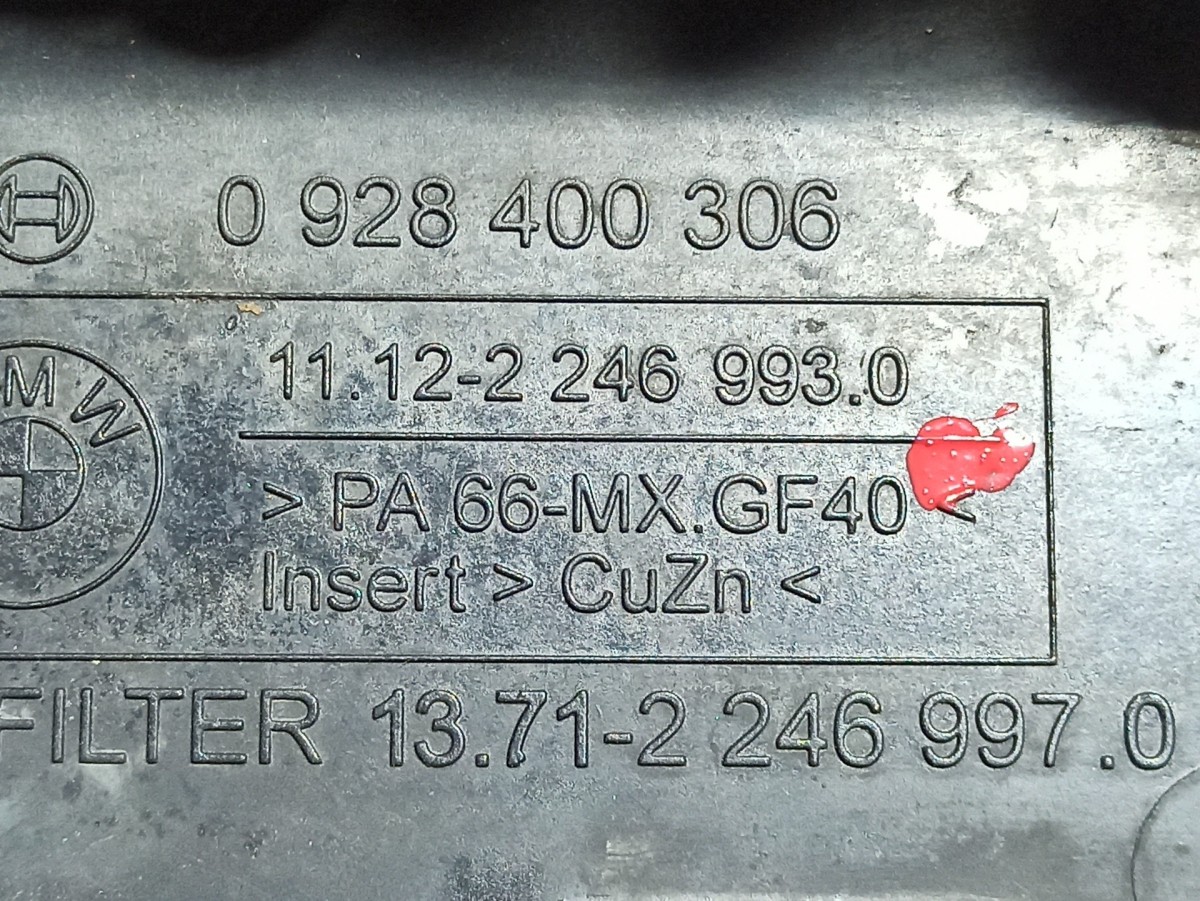 0 928 400 306
11.12-2 246 993.0
MW
> PA 66-MX.GF40 <
Insert > CuZn <
FILTER 13.71-2 246 997.0